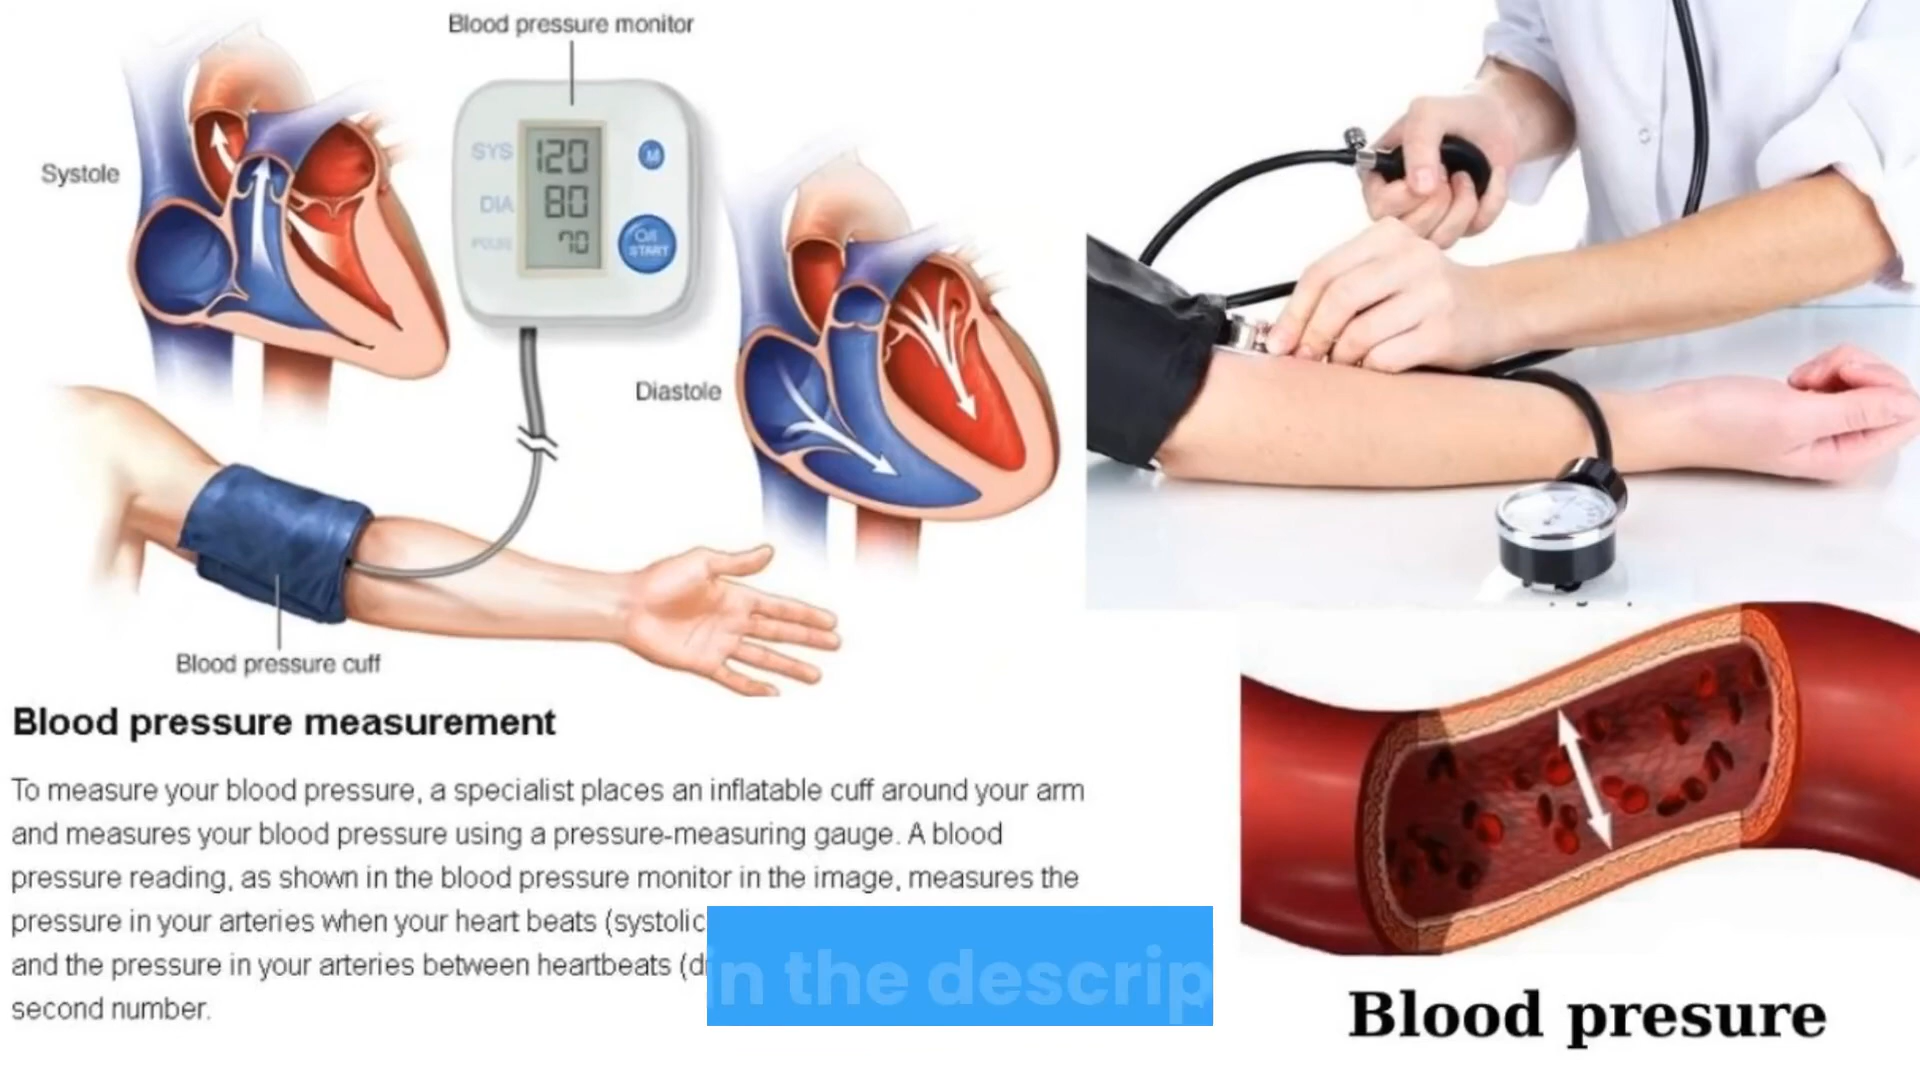 Blood pressure monitor
Systole
SYS 120
DIA 80
PULSE 70
M
O/I
START
Diastole
Blood pressure cuff
Blood pressure measurement
To measure your blood pressure, a specialist places an inflatable cuff around your arm
and measures your blood pressure using a pressure-measuring gauge. A blood
pressure reading, as shown in the blood pressure monitor in the image, measures the
pressure in your arteries when your heart beats (systolic
and the pressure in your arteries between heartbeats (d
second number.
in the descrip
Blood presure